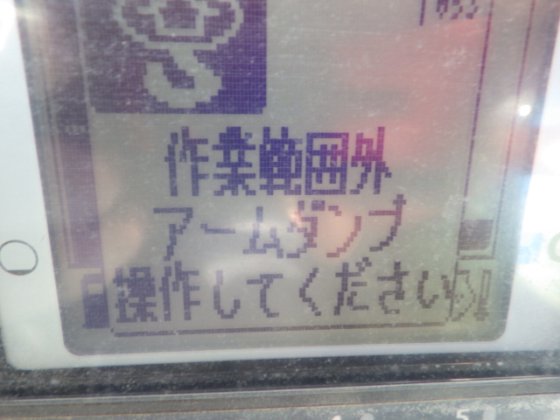 作業範囲外
アームダンプ
操作してください